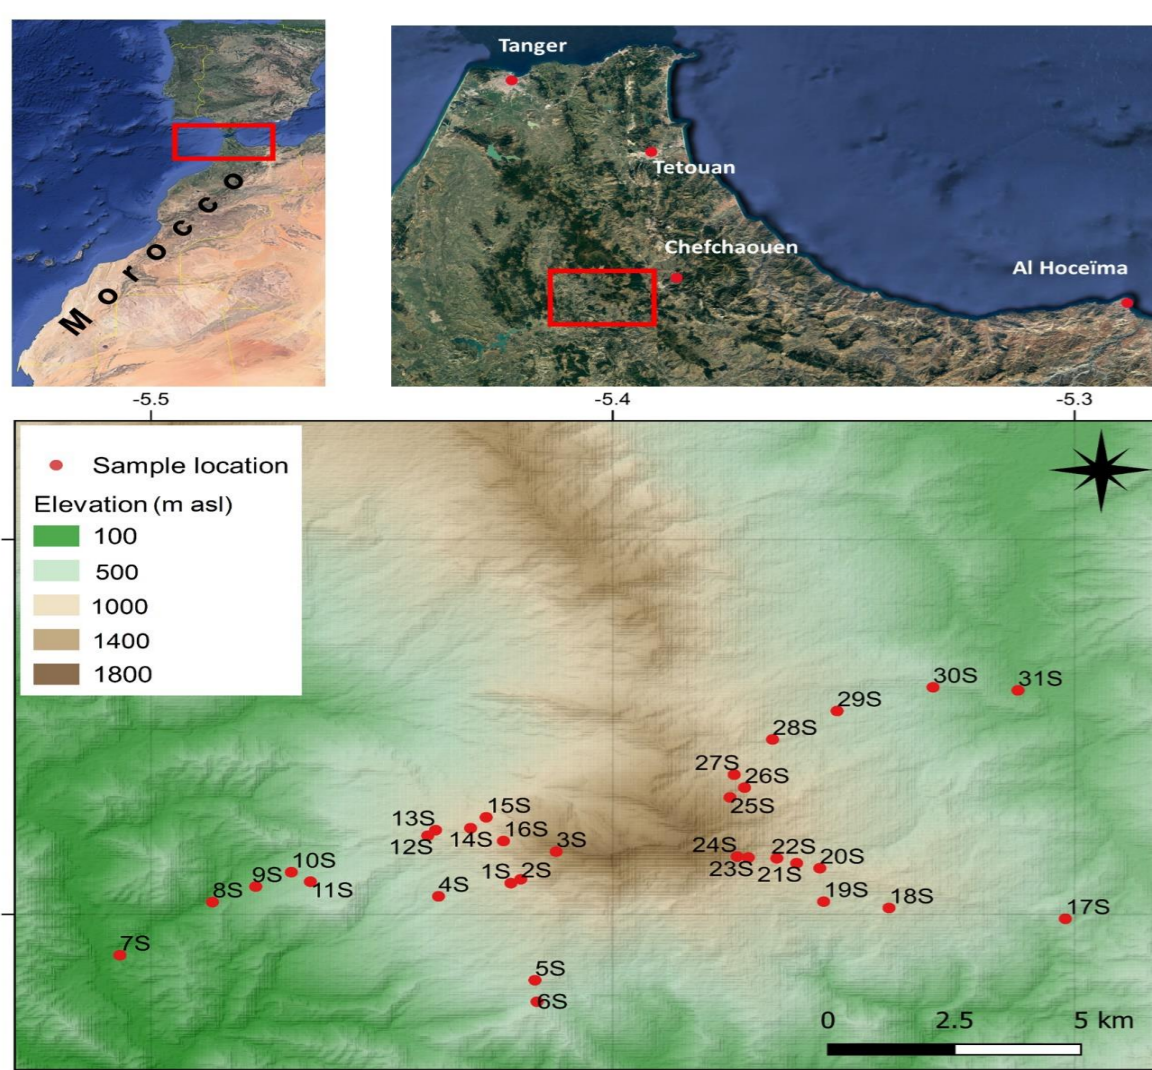 Morocco
Tanger
Tetouan
Chefchaouen
Al Hoceïma
-5.5
-5.4
-5.3
Sample location
Elevation (m asl)
100
500
1000
1400
1800
30S
31S
29S
28S
27S
26S
25S
15S
13S
14S
16S
12S
3S
24S
22S
23S
21S
20S
10S
9S
1S
2S
8S
11S
4S
19S
18S
17S
7S
5S
6S
0
2.5
5 km